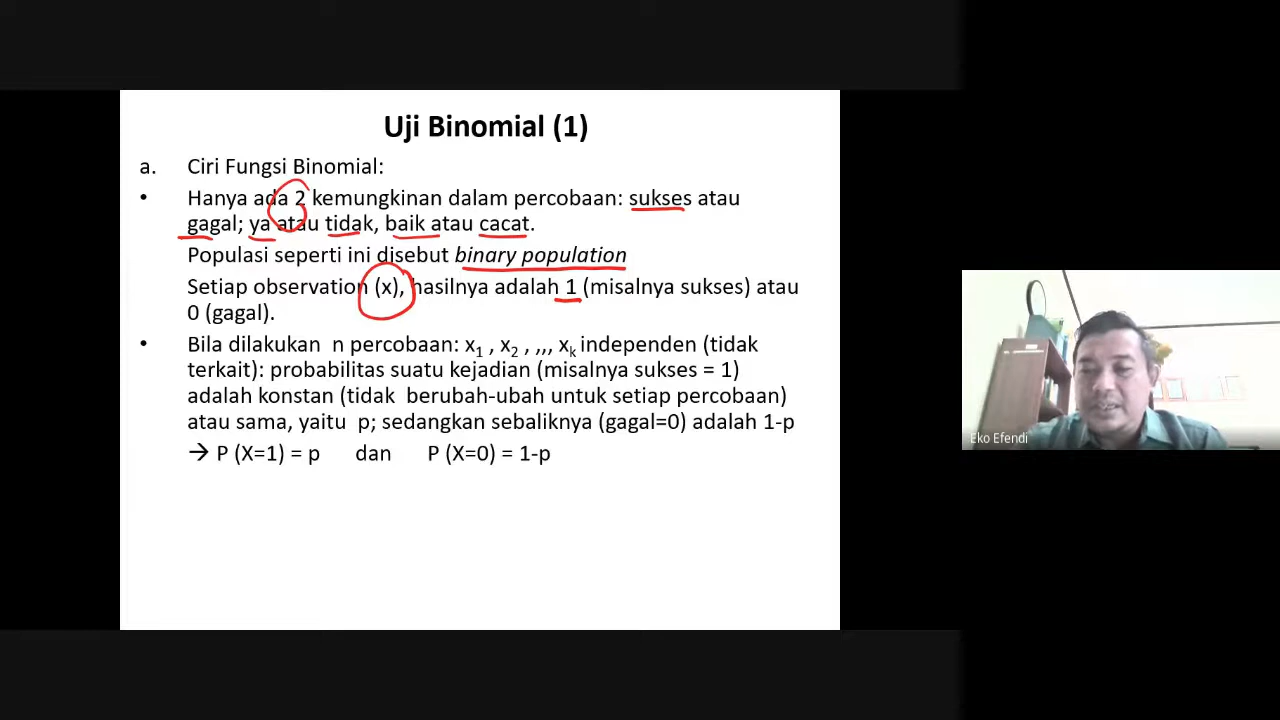 Uji Binomial (1)
a. Ciri Fungsi Binomial:
• Hanya ada 2 kemungkinan dalam percobaan: sukses atau
gagal; ya atau tidak, baik atau cacat.
Populasi seperti ini disebut binary population
Setiap observation (x), hasilnya adalah 1 (misalnya sukses) atau
0 (gagal).
• Bila dilakukan n percobaan: x1 , x2 , ,,, xk independen (tidak
terkait): probabilitas suatu kejadian (misalnya sukses = 1)
adalah konstan (tidak berubah-ubah untuk setiap percobaan)
atau sama, yaitu p; sedangkan sebaliknya (gagal=0) adalah 1-p
→ P (X=1) = p dan P (X=0) = 1-p
Eko Efendi